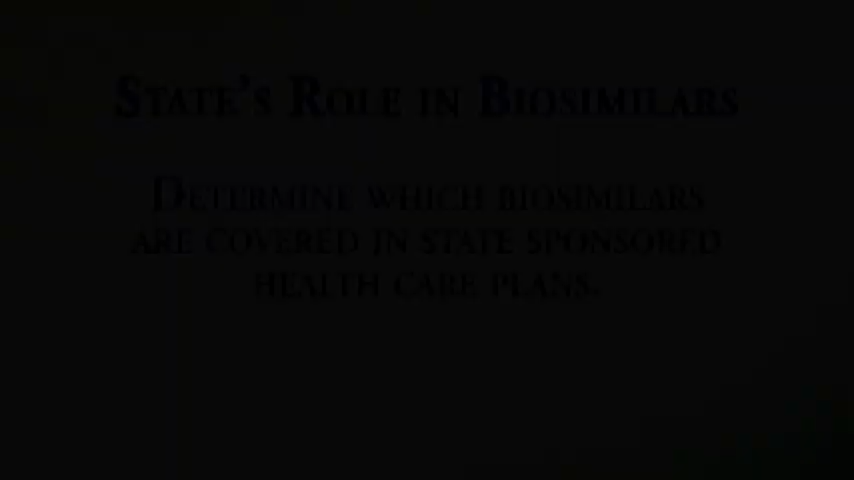 State's Role in Biosimilars
Determine which biosimilars
are covered in state sponsored
health care plans.